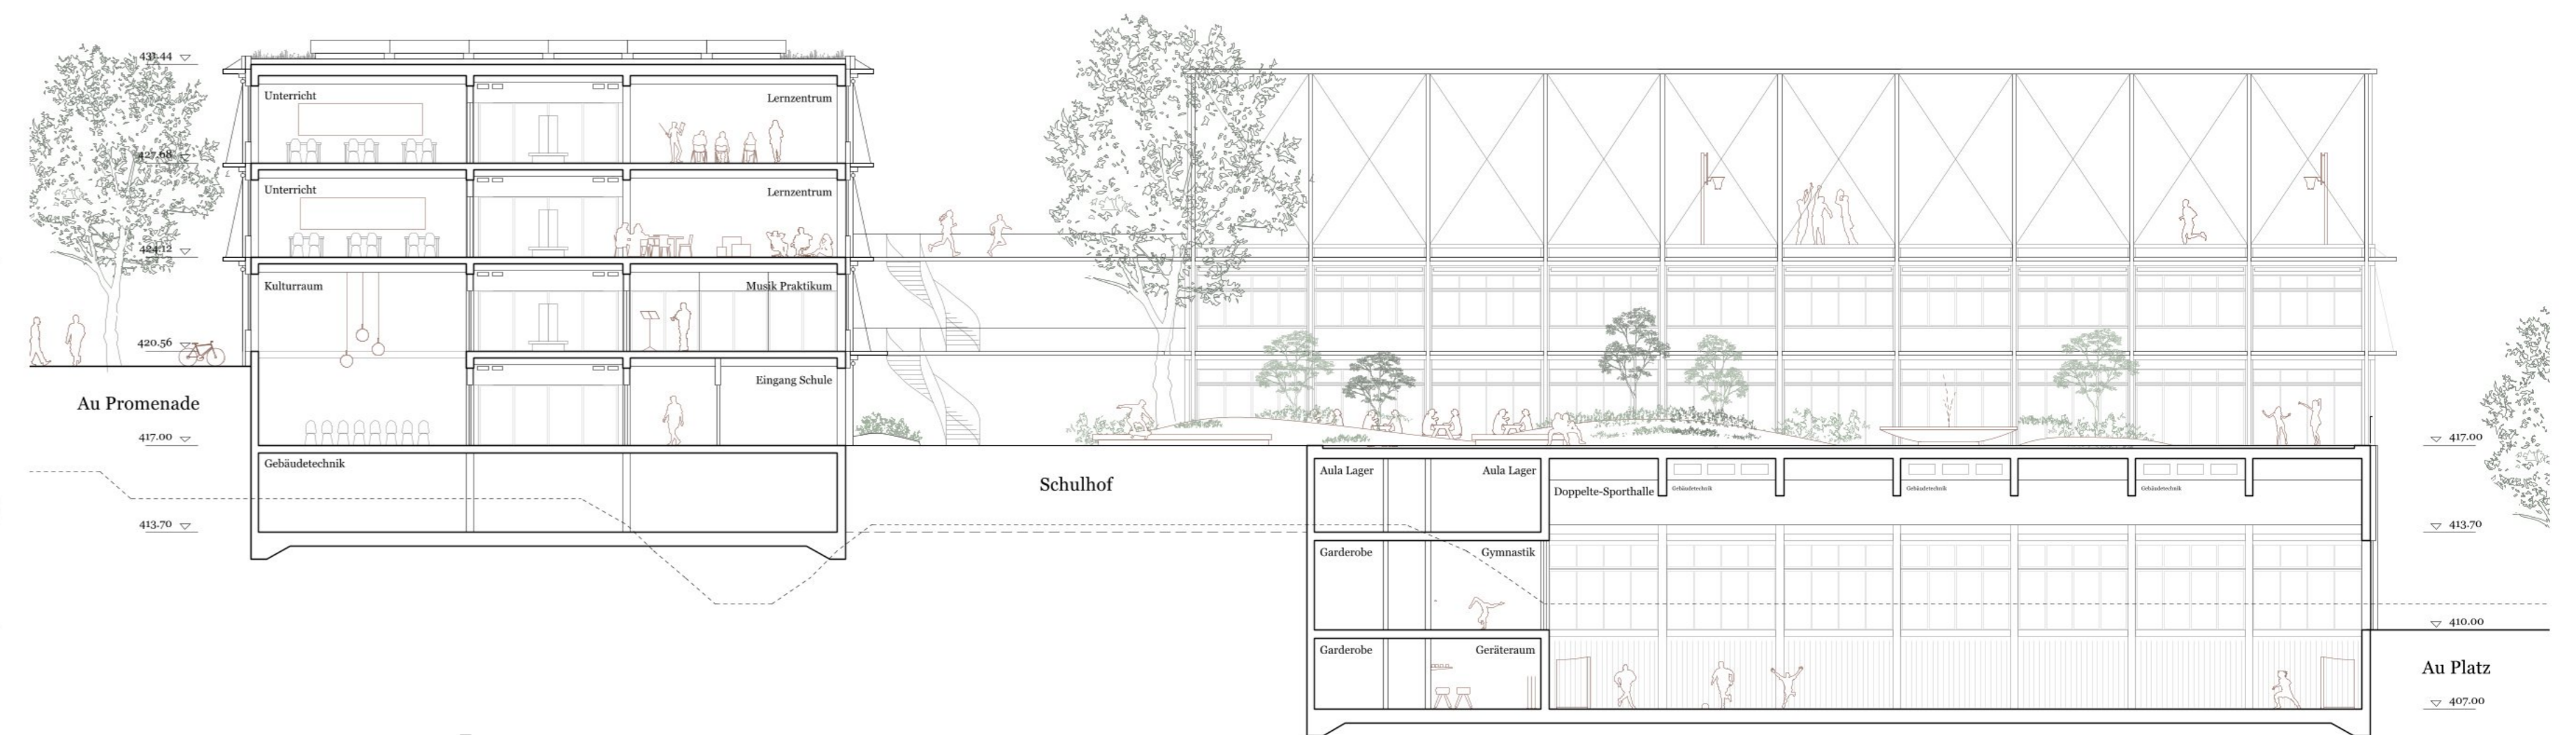 431.44
Unterricht
Lernzentrum
427.68
Unterricht
Lernzentrum
424.12
Kulturraum
Musik Praktikum
420.56
Eingang Schule
Au Promenade
417.00
417.00
Gebäudetechnik
Schulhof
Aula Lager
Aula Lager
Doppelte-Sporthalle
Gebäudetechnik
Gebäudetechnik
Gebäudetechnik
413.70
413.70
Garderobe
Gymnastik
410.00
Garderobe
Geräteraum
Au Platz
407.00